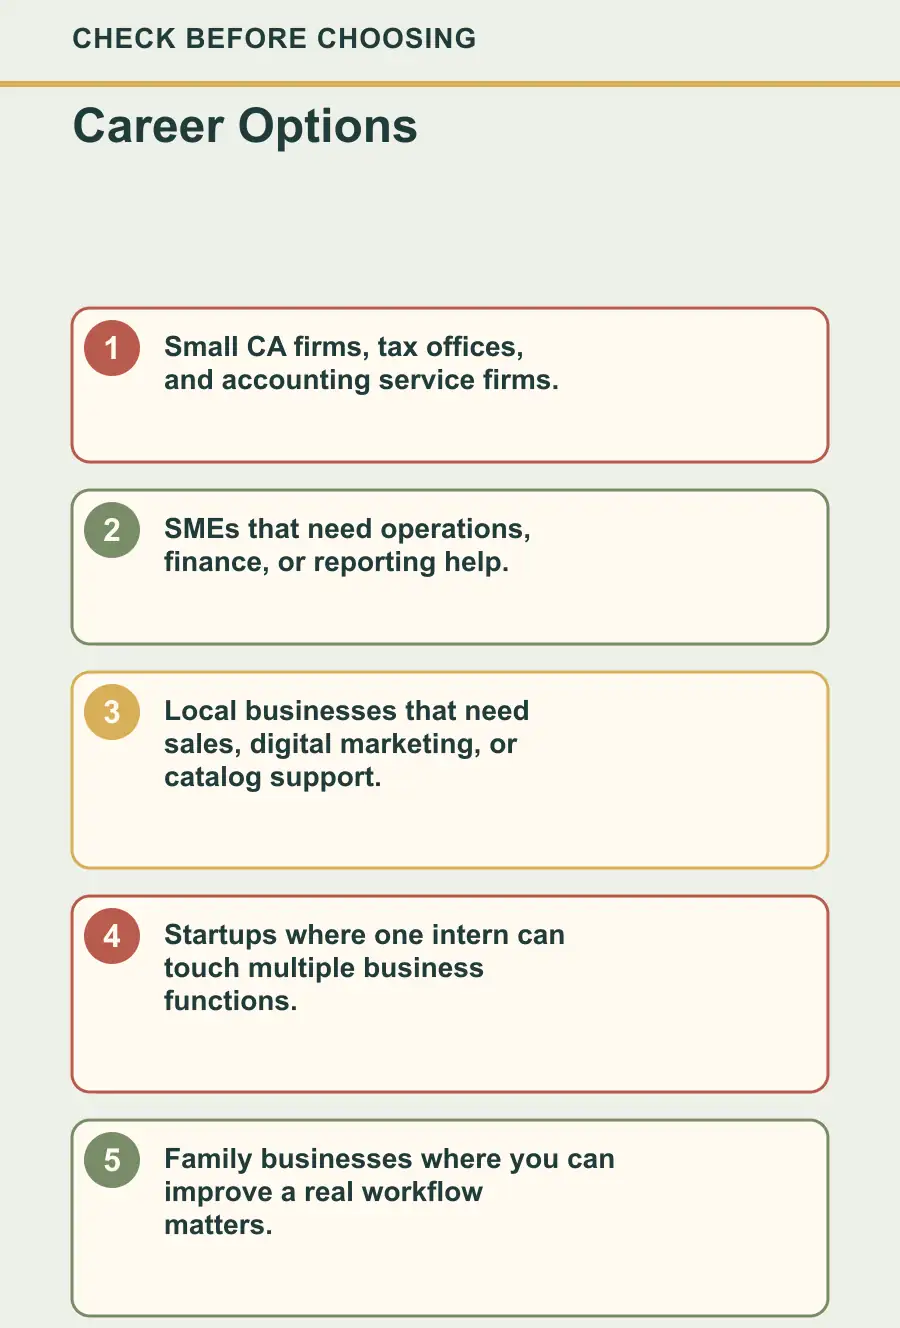 CHECK BEFORE CHOOSING
Career Options
1
Small CA firms, tax offices,
and accounting service firms.
2
SMEs that need operations,
finance, or reporting help.
3
Local businesses that need
sales, digital marketing, or
catalog support.
4
Startups where one intern can
touch multiple business
functions.
5
Family businesses where you can
improve a real workflow
matters.